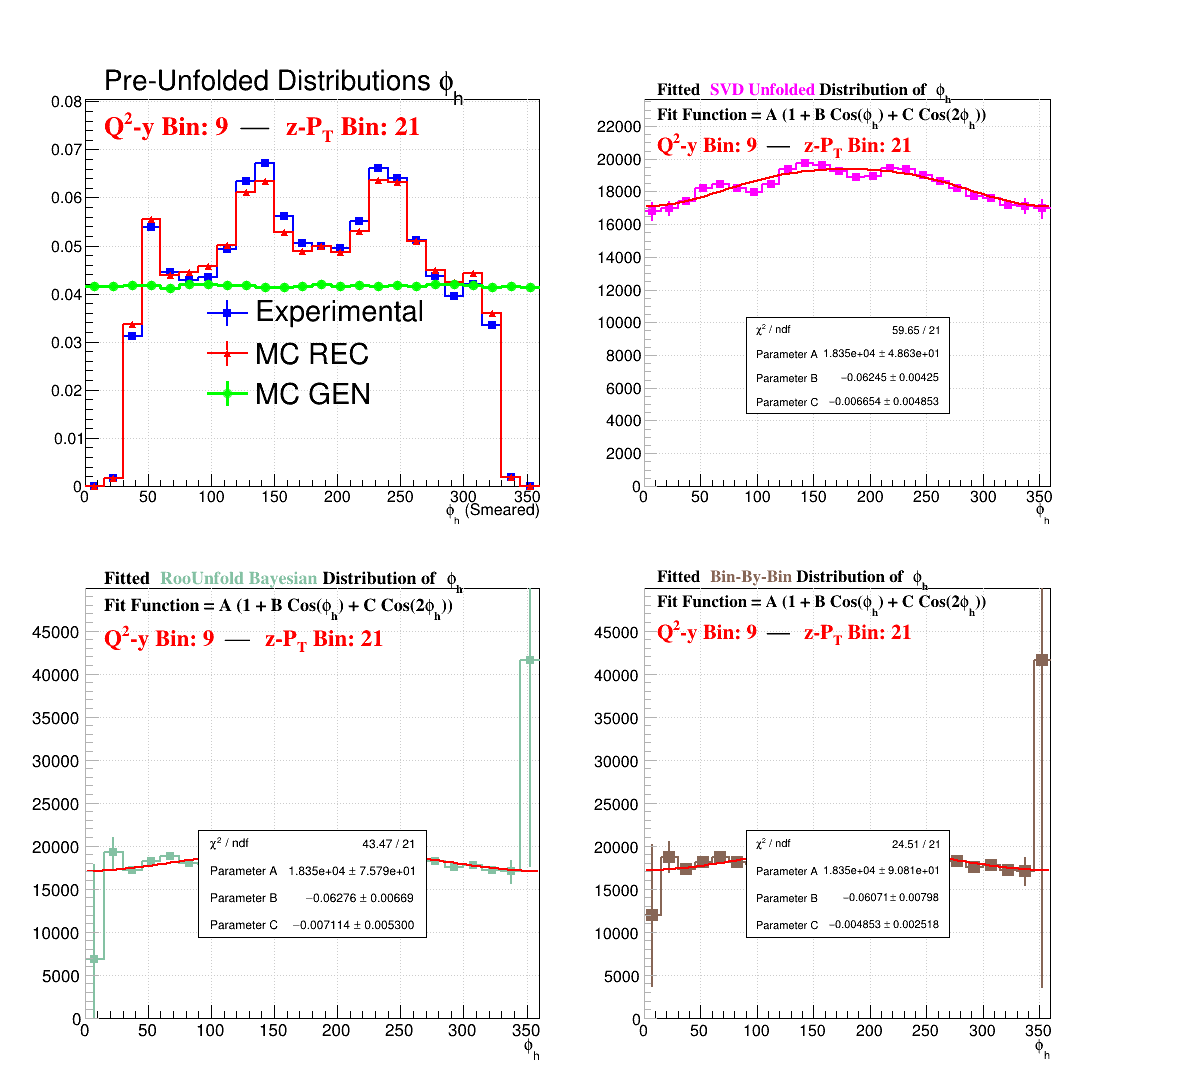 Pre-Unfolded Distributions ϕh
Q²-y Bin: 9 — z-PT Bin: 21
0.08
0.07
0.06
0.05
0.04
0.03
0.02
0.01
0
Experimental
MC REC
MC GEN
0 50 100 150 200 250 300 350
ϕh (Smeared)
Fitted SVD Unfolded Distribution of ϕh
Fit Function = A (1 + B Cos(ϕh) + C Cos(2ϕh))
Q²-y Bin: 9 — z-PT Bin: 21
22000
20000
18000
16000
14000
12000
10000
8000
6000
4000
2000
0
χ² / ndf 59.65 / 21
Parameter A 1.835e+04 ± 4.863e+01
Parameter B −0.06245 ± 0.00425
Parameter C −0.006654 ± 0.004853
0 50 100 150 200 250 300 350
ϕh
Fitted RooUnfold Bayesian Distribution of ϕh
Fit Function = A (1 + B Cos(ϕh) + C Cos(2ϕh))
Q²-y Bin: 9 — z-PT Bin: 21
45000
40000
35000
30000
25000
20000
15000
10000
5000
0
χ² / ndf 43.47 / 21
Parameter A 1.835e+04 ± 7.579e+01
Parameter B −0.06276 ± 0.00669
Parameter C −0.007114 ± 0.005300
0 50 100 150 200 250 300 350
ϕh
Fitted Bin-By-Bin Distribution of ϕh
Fit Function = A (1 + B Cos(ϕh) + C Cos(2ϕh))
Q²-y Bin: 9 — z-PT Bin: 21
45000
40000
35000
30000
25000
20000
15000
10000
5000
0
χ² / ndf 24.51 / 21
Parameter A 1.835e+04 ± 9.081e+01
Parameter B −0.06071 ± 0.00798
Parameter C −0.004853 ± 0.002518
0 50 100 150 200 250 300 350
ϕh